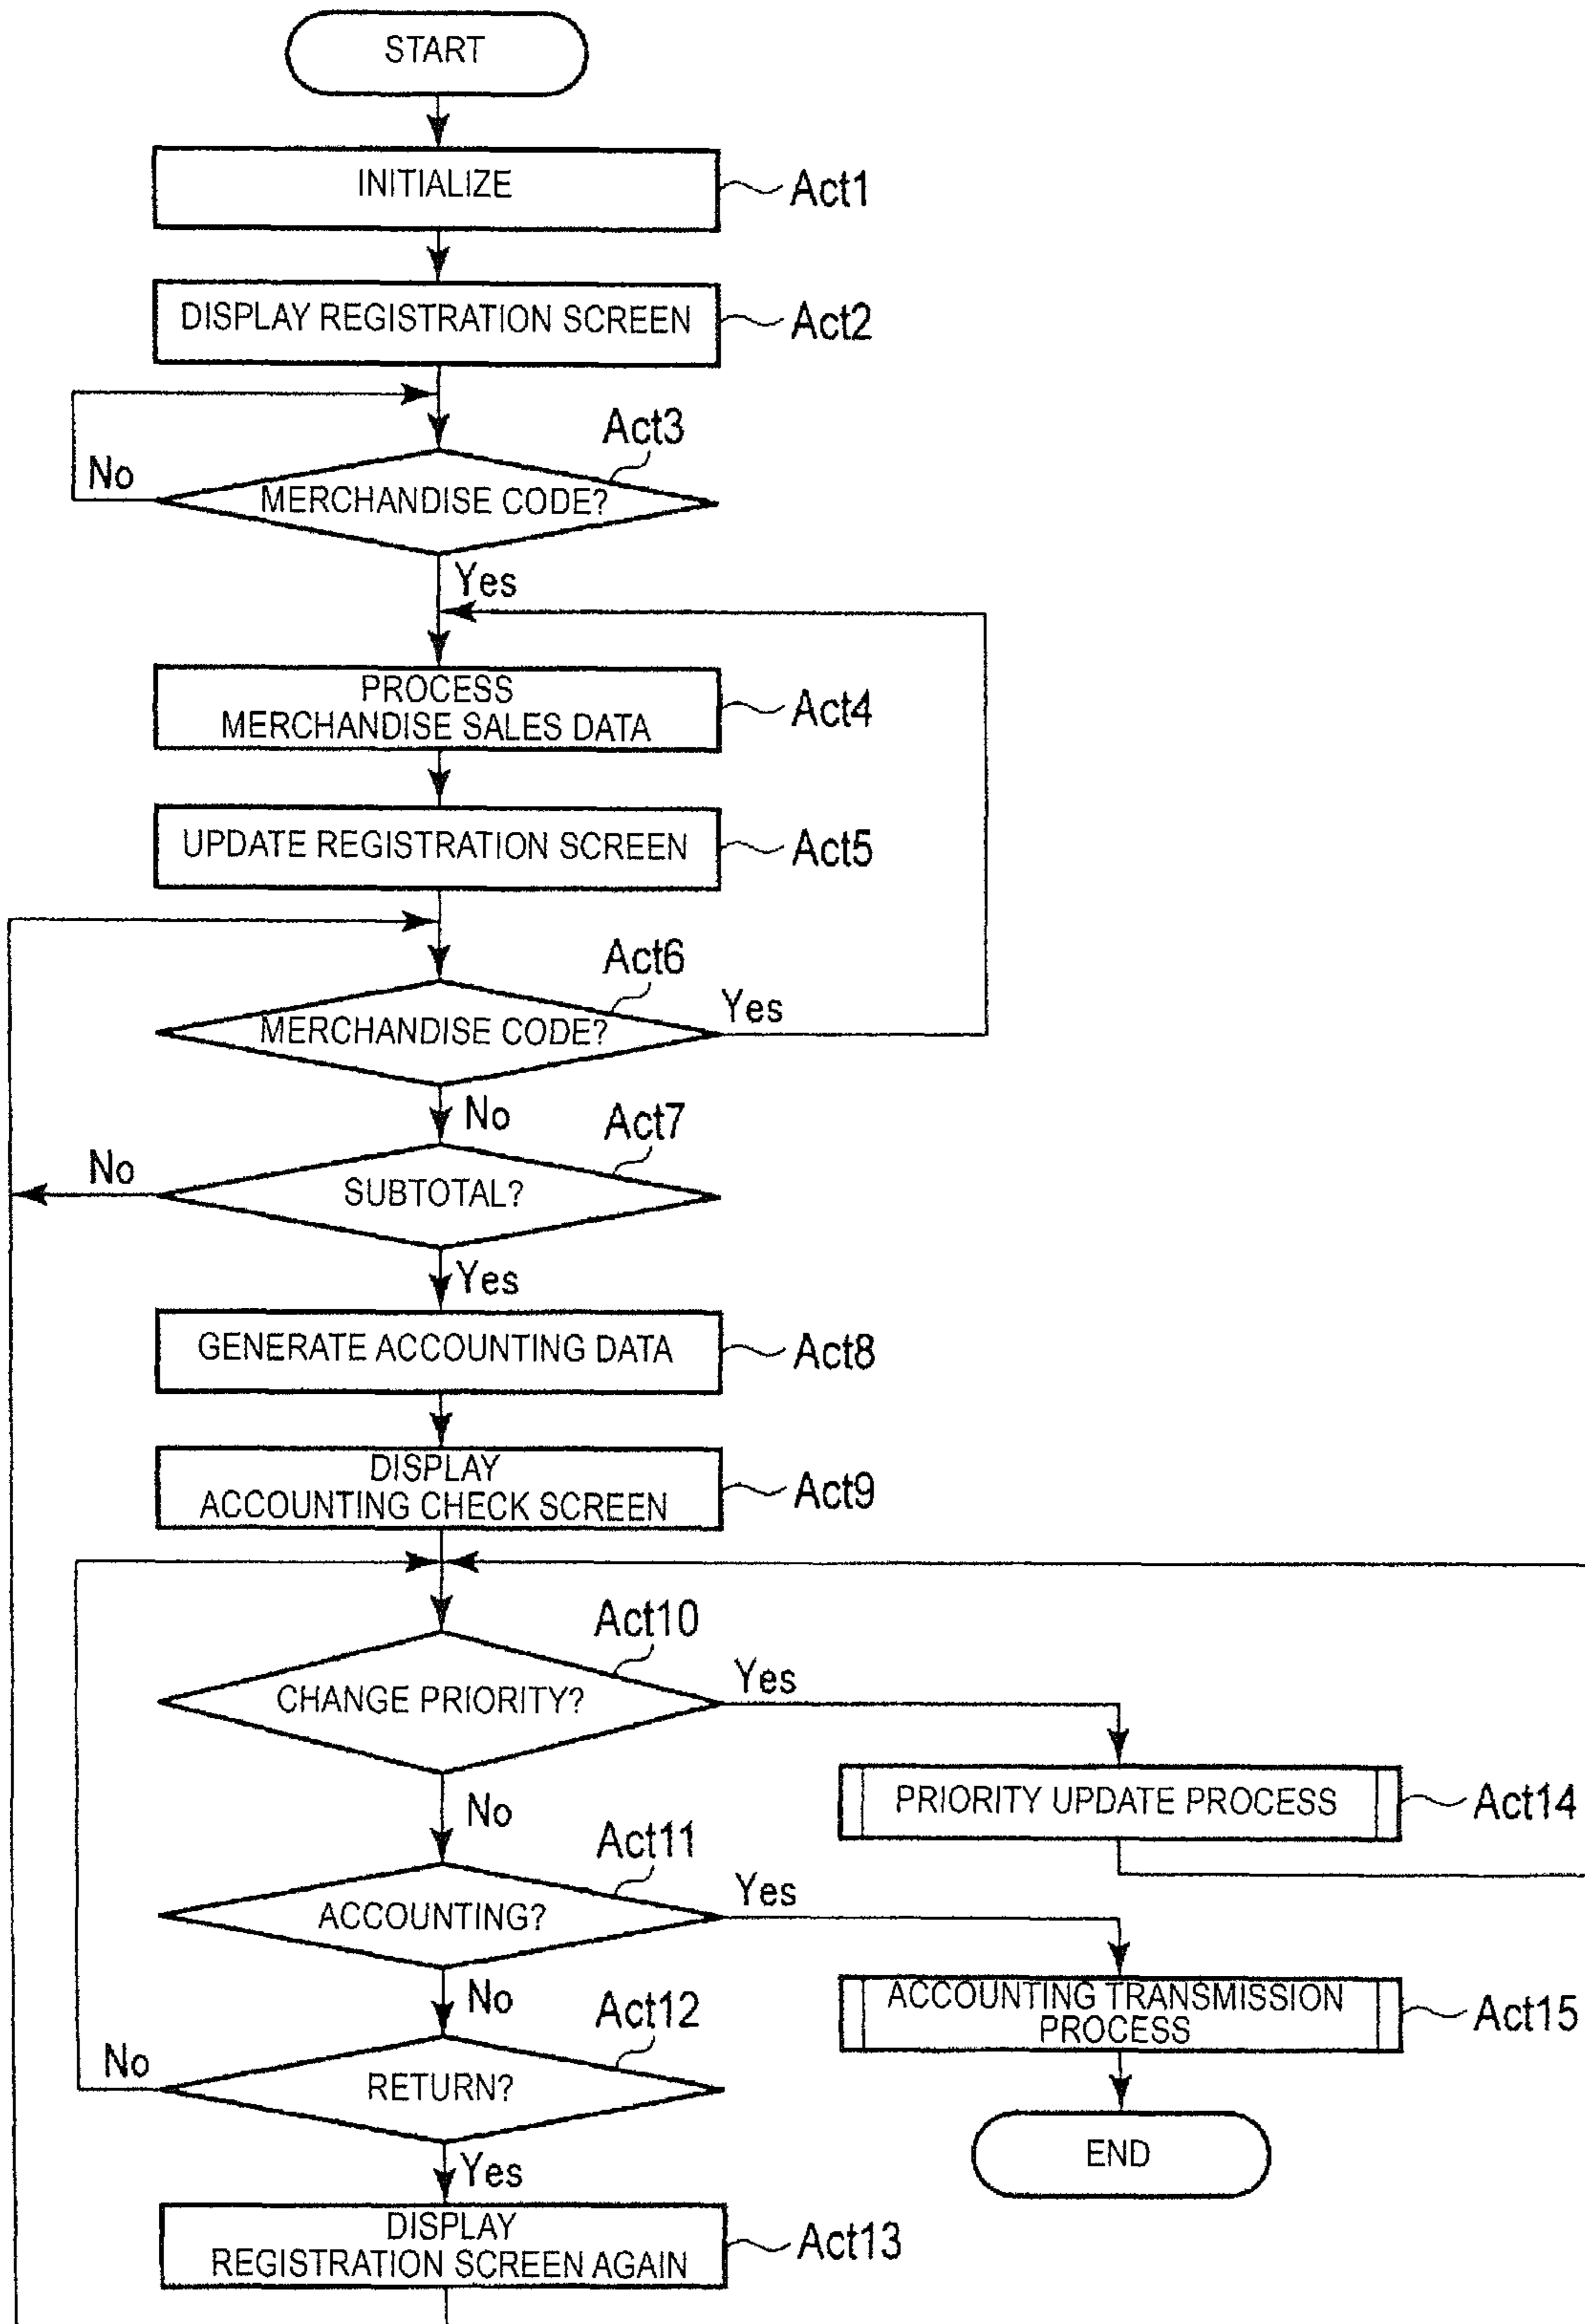 START
INITIALIZE
Act1
DISPLAY REGISTRATION SCREEN
Act2
Act3
No
MERCHANDISE CODE?
Yes
PROCESS
MERCHANDISE SALES DATA
Act4
UPDATE REGISTRATION SCREEN
Act5
Act6
MERCHANDISE CODE?
Yes
No
Act7
No
SUBTOTAL?
Yes
GENERATE ACCOUNTING DATA
Act8
DISPLAY
ACCOUNTING CHECK SCREEN
Act9
Act10
CHANGE PRIORITY?
Yes
No
PRIORITY UPDATE PROCESS
Act14
Act11
ACCOUNTING?
Yes
No
ACCOUNTING TRANSMISSION
PROCESS
Act15
Act12
No
RETURN?
Yes
END
DISPLAY
REGISTRATION SCREEN AGAIN
Act13